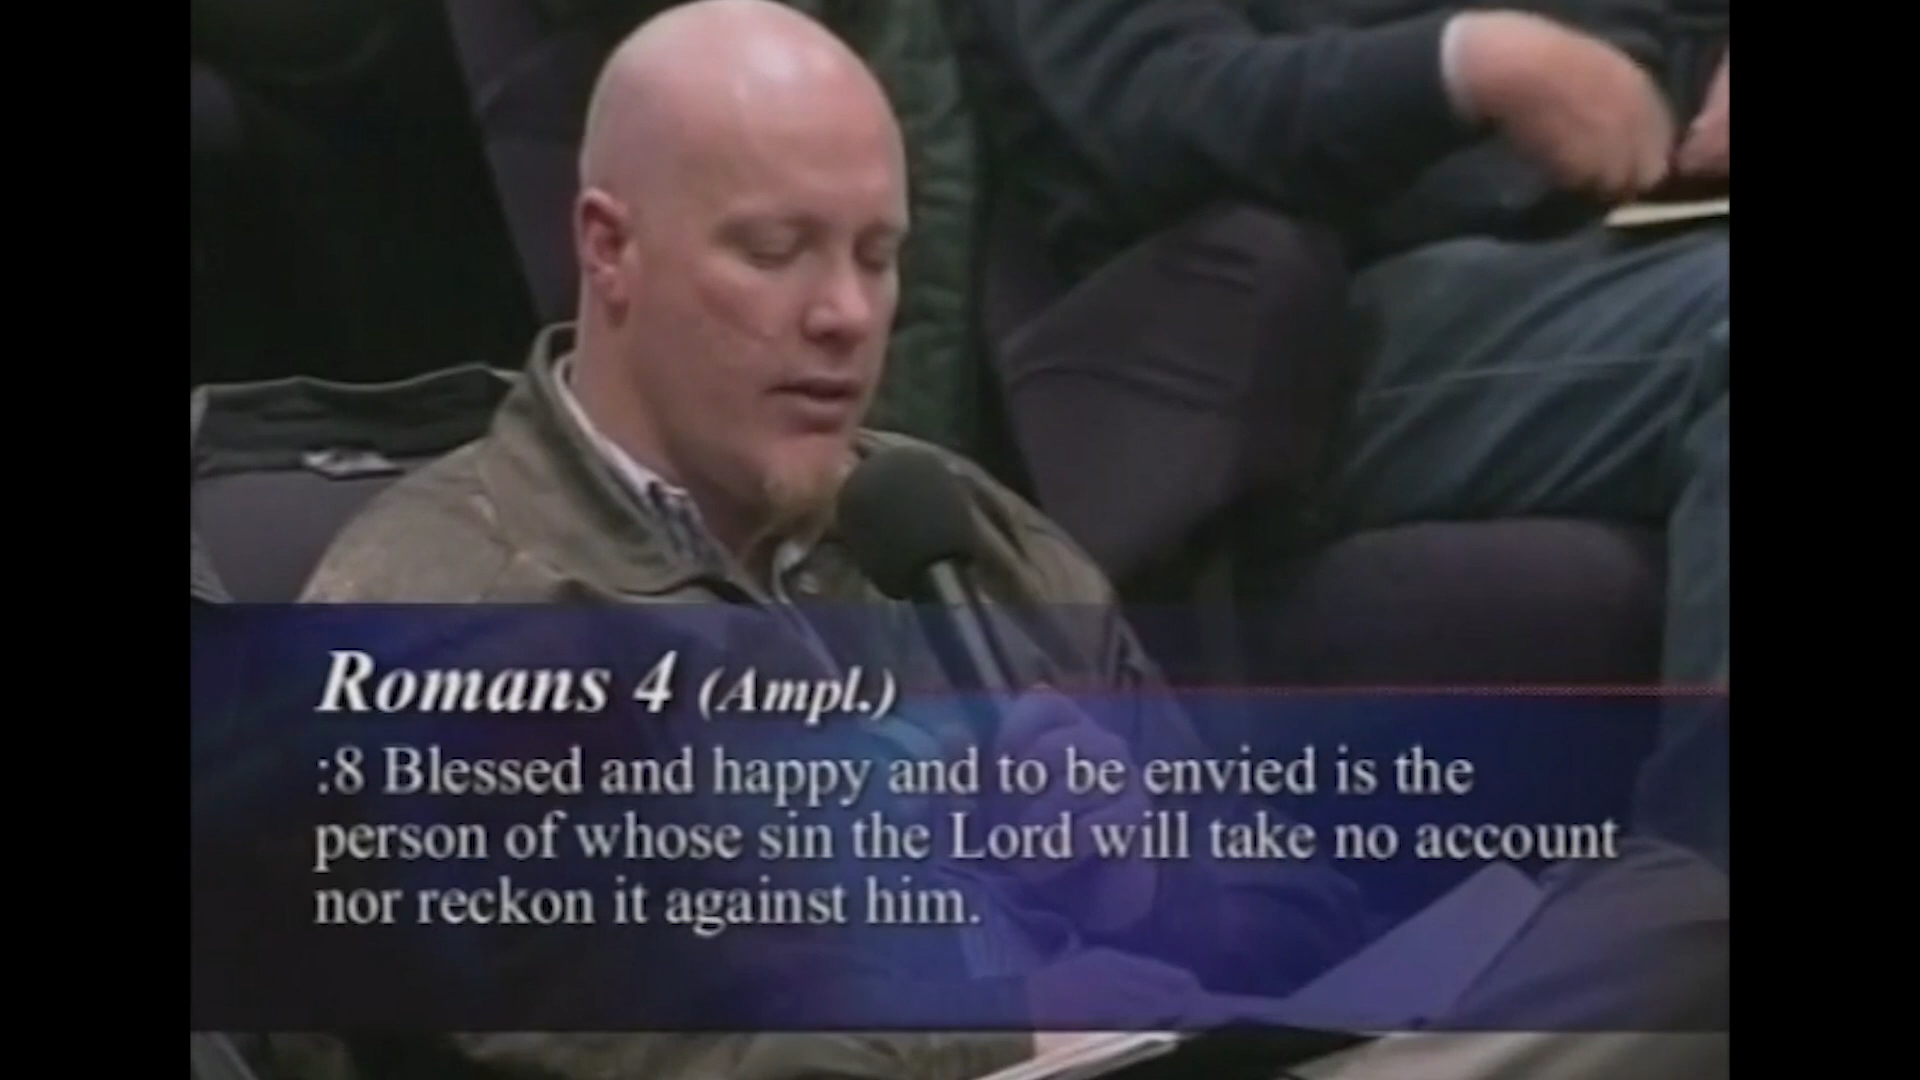 Romans 4 (Ampl.)
:8 Blessed and happy and to be envied is the
person of whose sin the Lord will take no account
nor reckon it against him.